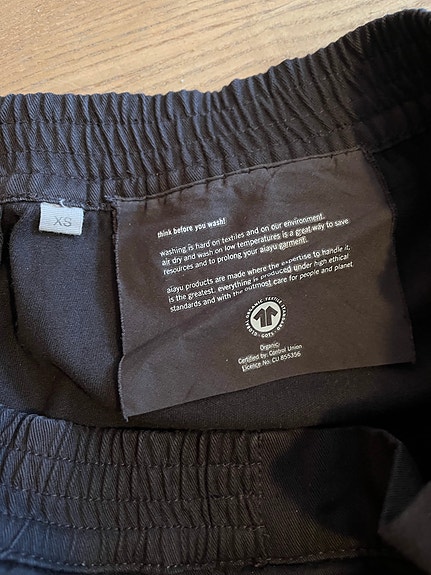 XS
think before you wash!
washing is hard on textiles and on our environment.
air dry and wash on low temperatures is a great way to save
resources and to prolong your aiayu garment.
aiayu products are made where the expertise to handle it,
is the greatest. everything is produced under high ethical
standards and with the outmost care for people and planet
GLOBAL ORGANIC TEXTILE STANDARD
·GOTS·
Organic
Certified by: Control Union
Licence No. CU 855356